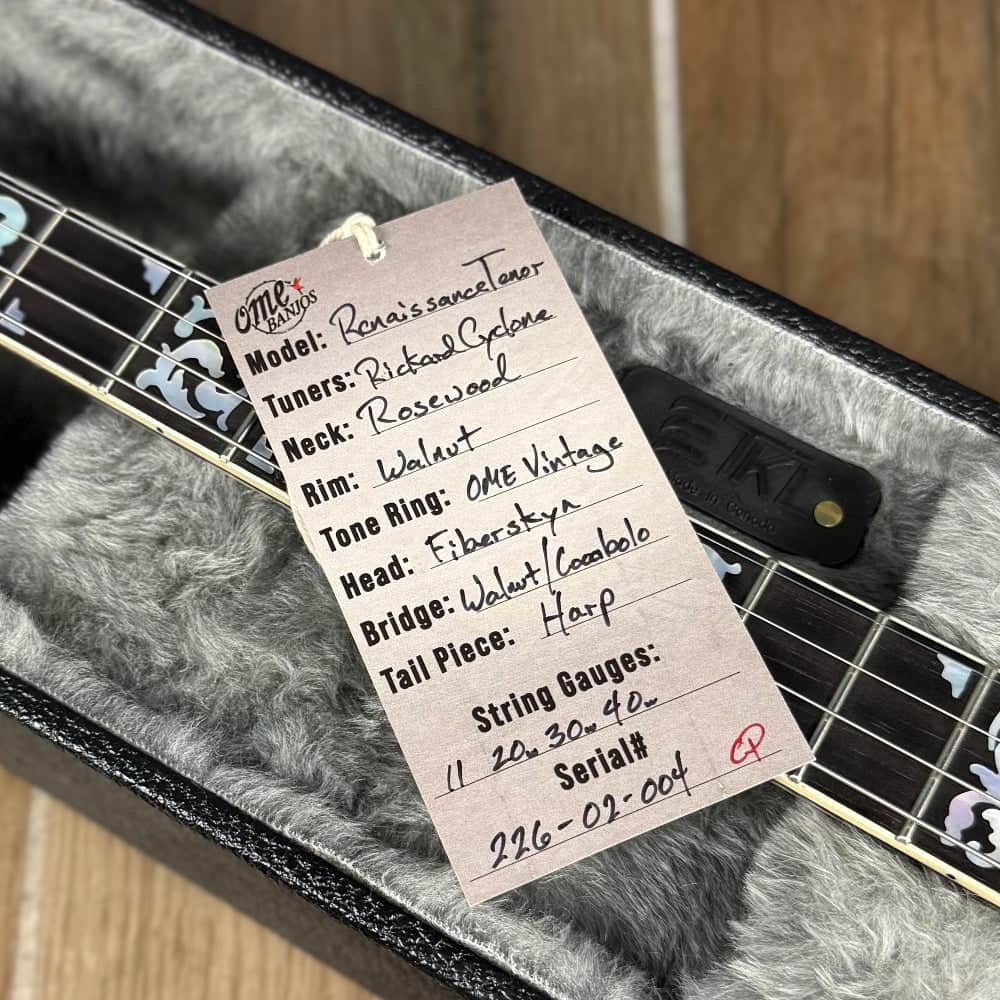 OME
BANJOS
Model: Renaissance Tenor
Tuners: Rickard Cyclone
Neck: Rosewood
Rim: Walnut
Tone Ring: OME Vintage
Head: Fiberskyn
Bridge: Walnut/Cocobolo
Tail Piece: Harp
String Gauges:
11 20w 30w 40w
Serial#
226-02-004 CP
TKL
Made In Canada